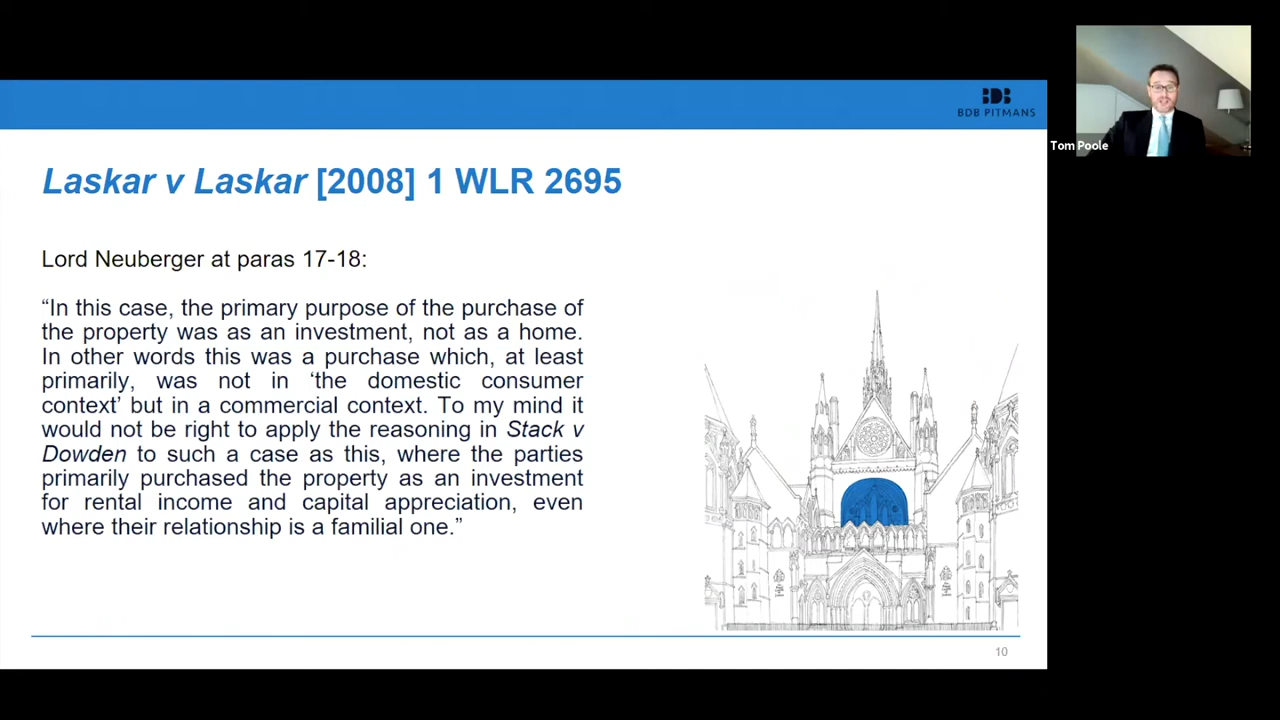 BDB
BDB PITMANS
Tom Poole
Laskar v Laskar [2008] 1 WLR 2695
Lord Neuberger at paras 17-18:
“In this case, the primary purpose of the purchase of
the property was as an investment, not as a home.
In other words this was a purchase which, at least
primarily, was not in ‘the domestic consumer
context’ but in a commercial context. To my mind it
would not be right to apply the reasoning in Stack v
Dowden to such a case as this, where the parties
primarily purchased the property as an investment
for rental income and capital appreciation, even
where their relationship is a familial one.”
10